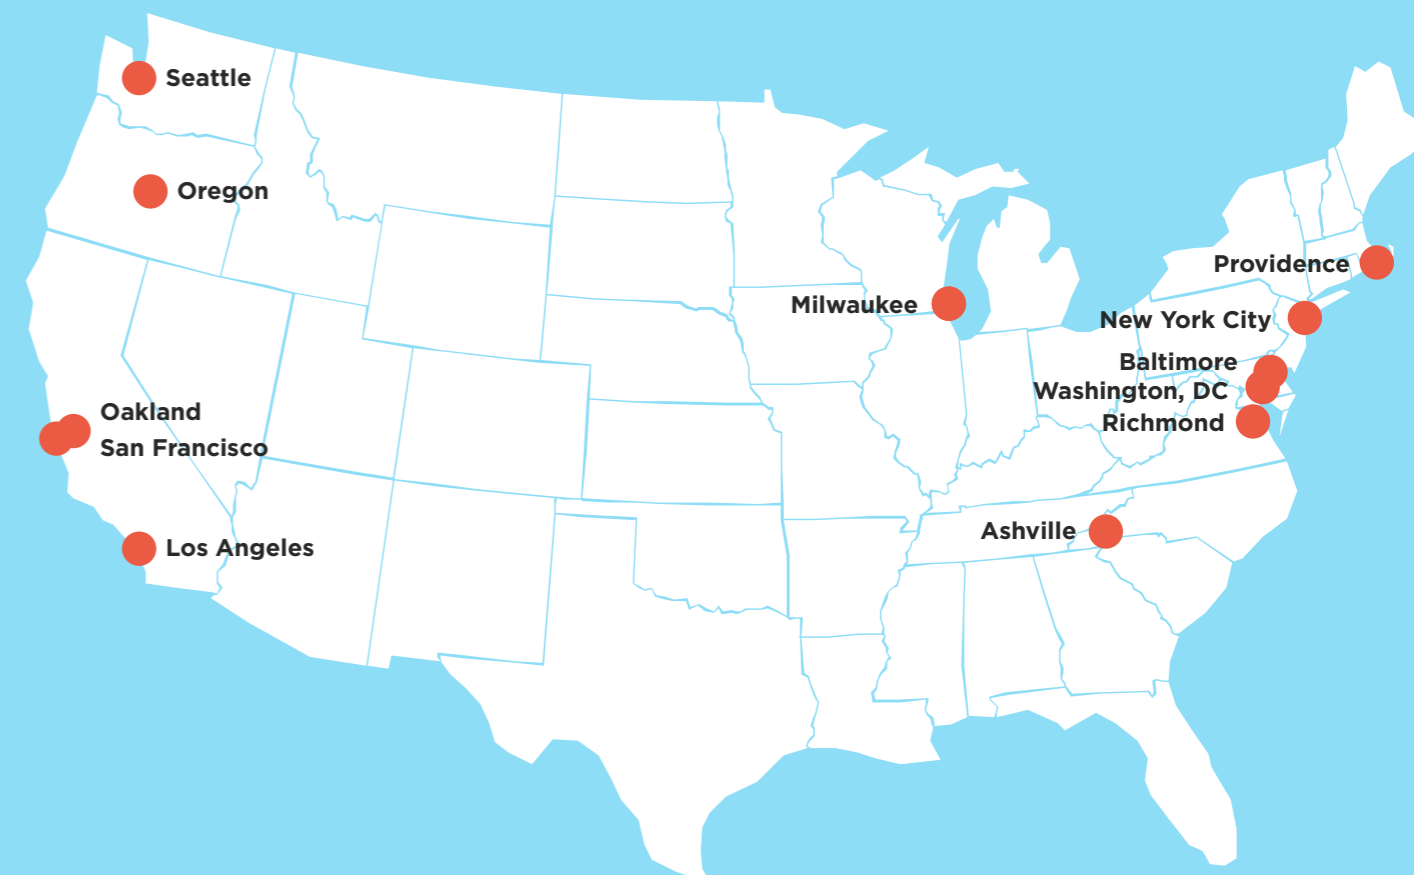 Seattle
Oregon
Providence
Milwaukee
New York City
Baltimore
Washington, DC
Oakland
Richmond
San Francisco
Ashville
Los Angeles